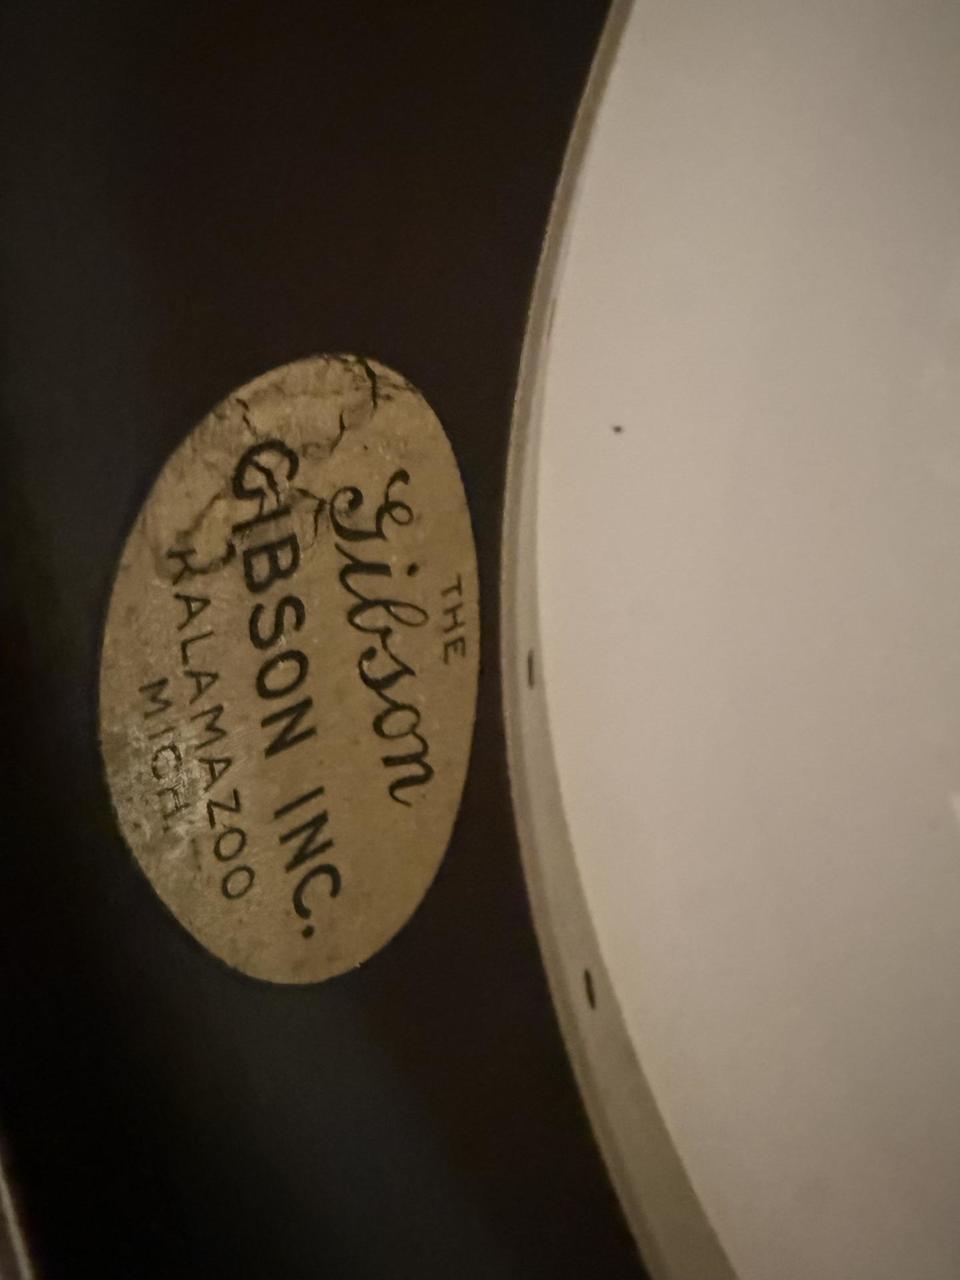 THE
Gibson
GIBSON INC.
KALAMAZOO
MICH.